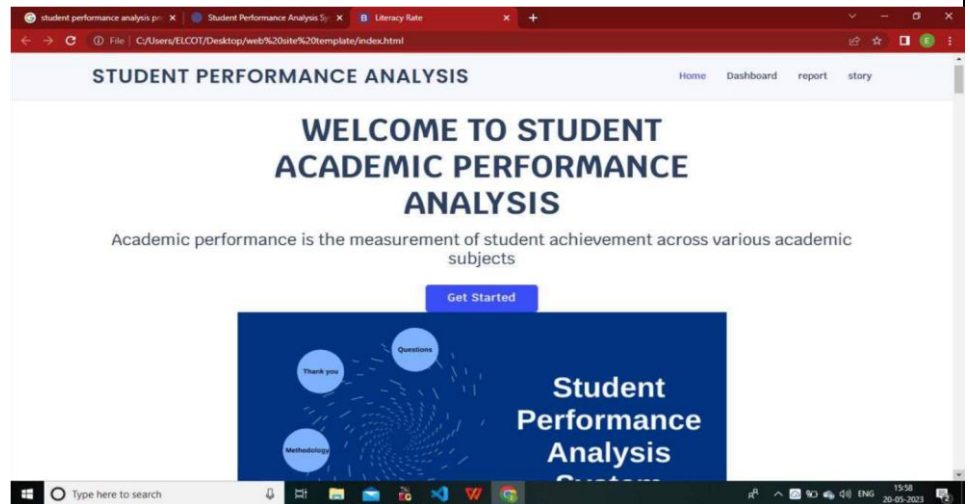 student performance analysis pro
Student Performance Analysis Sy
Literacy Rate
File
C:/Users/ELCOT/Desktop/web%20site%20template/index.html
E
STUDENT PERFORMANCE ANALYSIS
Home
Dashboard
report
story
WELCOME TO STUDENT
ACADEMIC PERFORMANCE
ANALYSIS
Academic performance is the measurement of student achievement across various academic
subjects
Get Started
Questions
Thank you
Methodology
Student
Performance
Analysis
System
Type here to search
ENG
15:58
20-05-2023